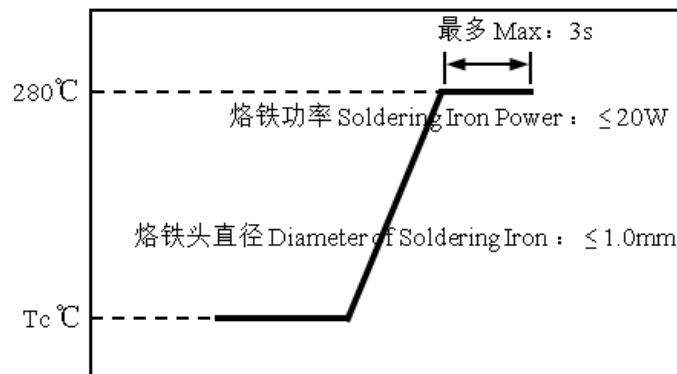 最多 Max：3s
280℃
烙铁功率 Soldering Iron Power： ≤20W
烙铁头直径 Diameter of Soldering Iron： ≤1.0mm
Tc ℃